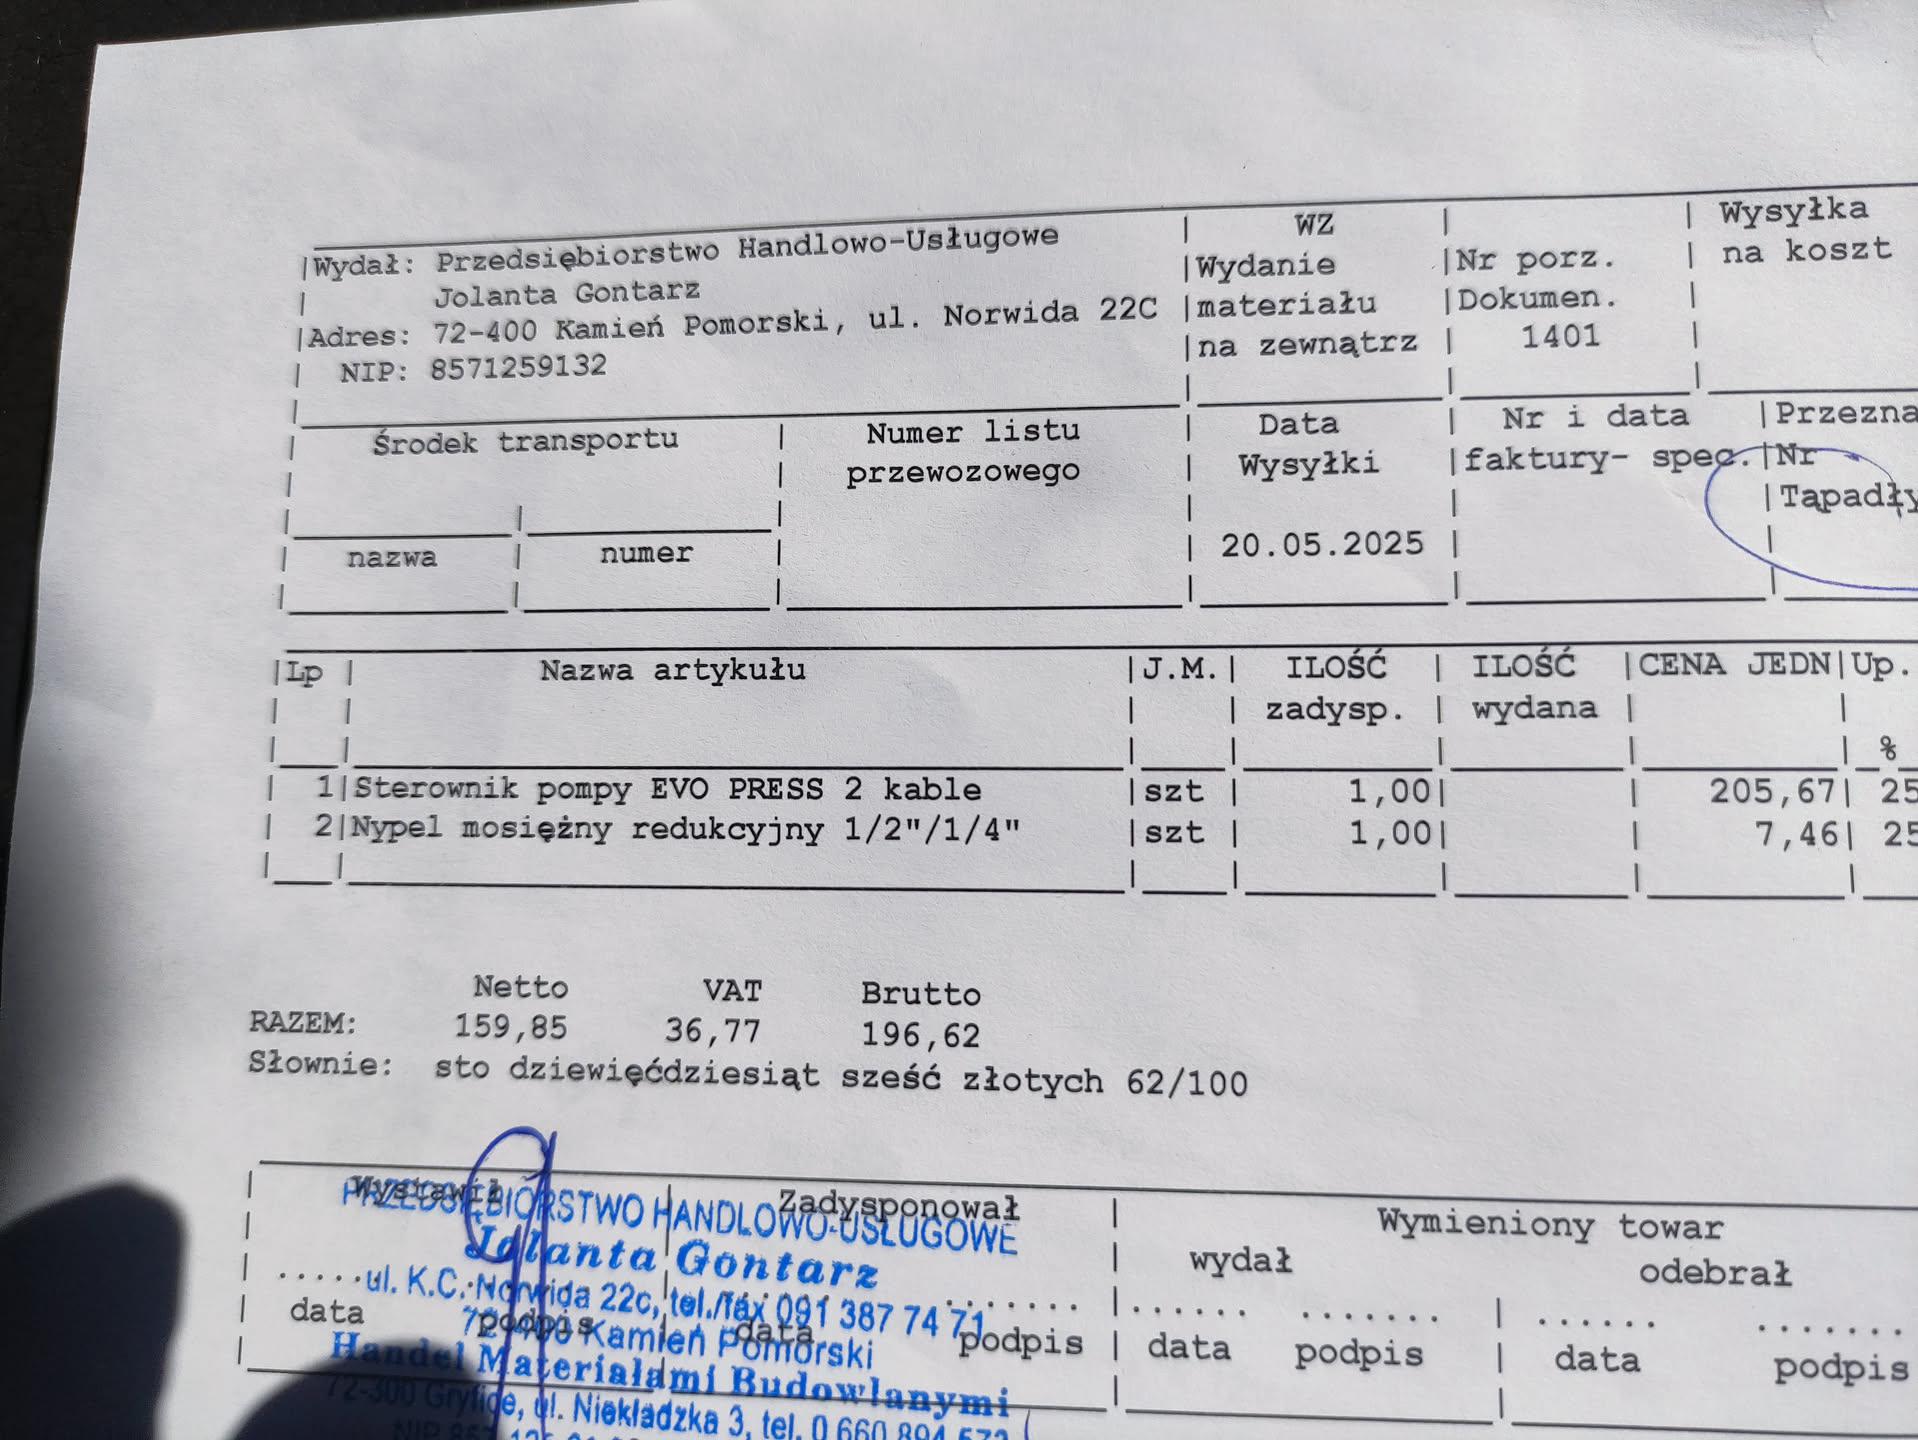 Wydał: Przedsiębiorstwo Handlowo-Usługowe
Jolanta Gontarz
Adres: 72-400 Kamień Pomorski, ul. Norwida 22C
NIP: 8571259132
WZ
Wydanie
materiału
na zewnątrz
Nr porz.
Dokumen.
1401
Wysyłka
na koszt
Środek transportu
nazwa
numer
Numer listu
przewozowego
Data
Wysyłki
20.05.2025
Nr i data
faktury- spec.
Przezna
Nr
Tąpadły
Lp | Nazwa artykułu | J.M. | ILOŚĆ zadysp. | ILOŚĆ wydana | CENA JEDN | Up. %
1 | Sterownik pompy EVO PRESS 2 kable | szt | 1,00 | | 205,67 | 25
2 | Nypel mosiężny redukcyjny 1/2"/1/4" | szt | 1,00 | | 7,46 | 25
Netto VAT Brutto
RAZEM: 159,85 36,77 196,62
Słownie: sto dziewięćdziesiąt sześć złotych 62/100
Wystawił
Zadysponował
Wymieniony towar
wydał
odebrał
data podpis data podpis data podpis data podpis
PRZEDSIĘBIORSTWO HANDLOWO-USŁUGOWE
Jolanta Gontarz
ul. K.C. Norwida 22c, tel./fax 091 387 74 71
72-400 Kamień Pomorski
Handel Materiałami Budowlanymi
72-300 Gryfice, ul. Niekładzka 3, tel. 0 660 894 573
NIP